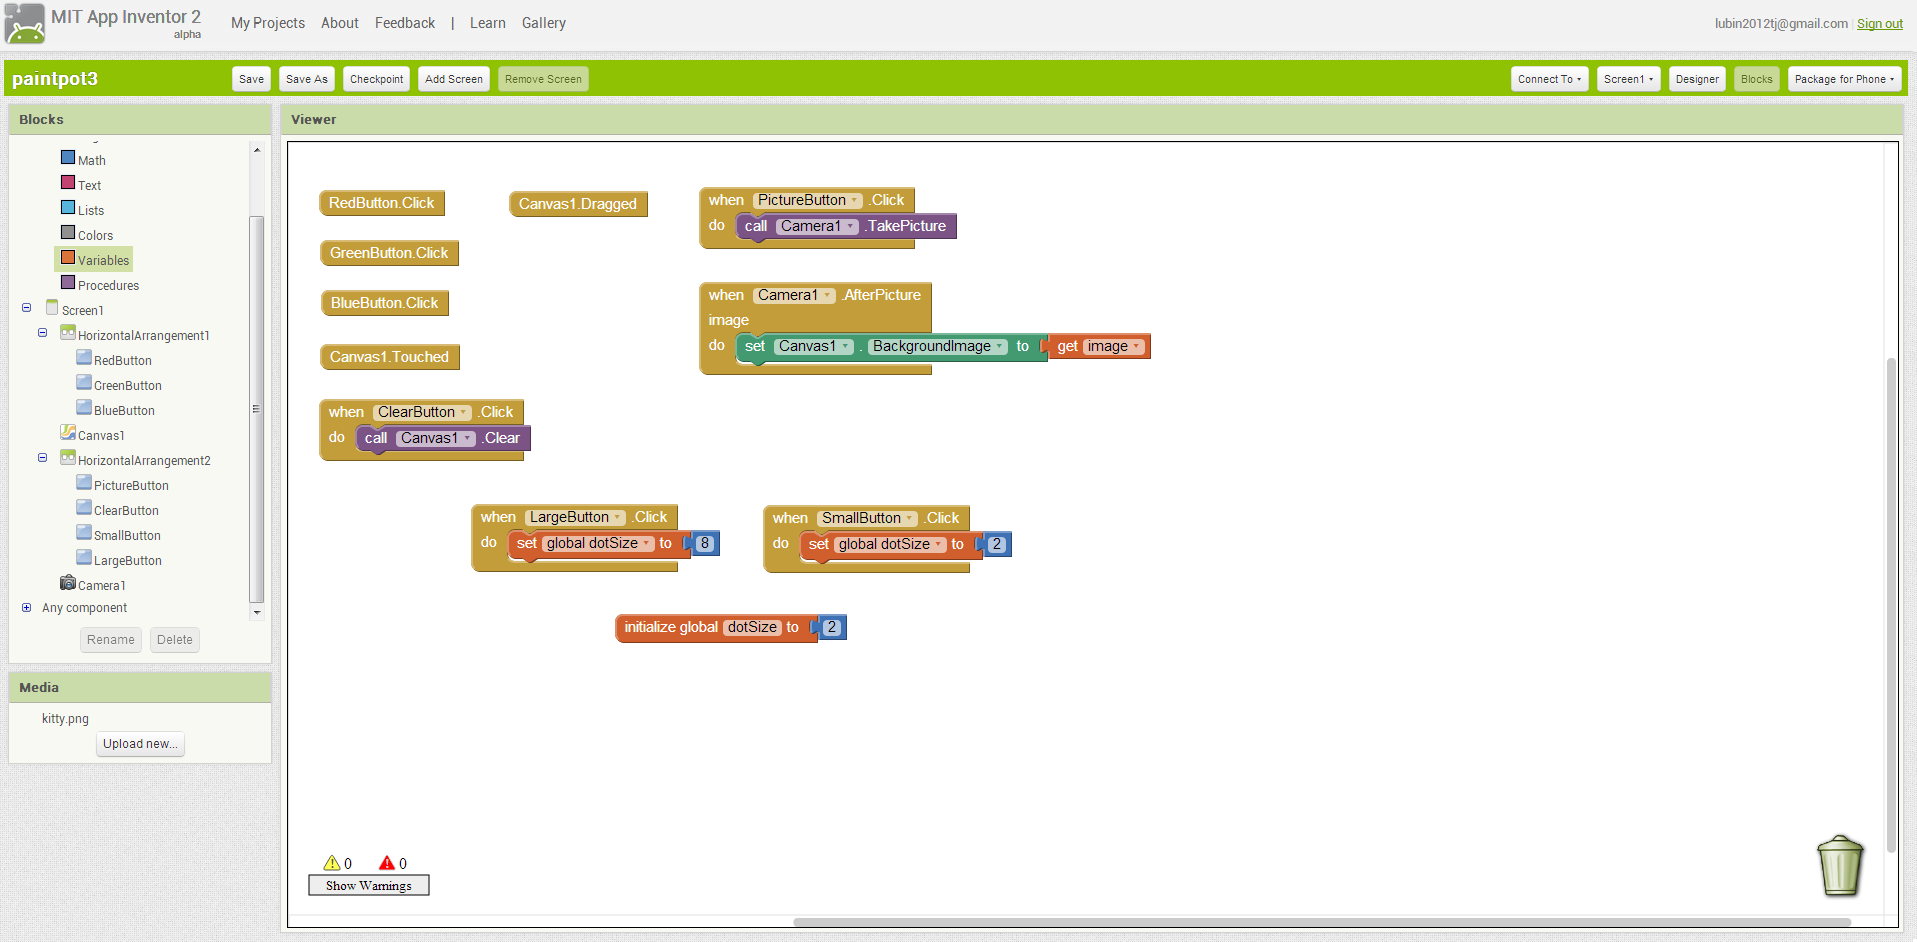 MIT App Inventor 2
alpha
My Projects About Feedback | Learn Gallery
lubin2012tj@gmail.com | Sign out
paintpot3
Save Save As Checkpoint Add Screen Remove Screen
Connect To Screen1 Designer Blocks Package for Phone
Blocks
Math
Text
Lists
Colors
Variables
Procedures
Screen1
HorizontalArrangement1
RedButton
GreenButton
BlueButton
Canvas1
HorizontalArrangement2
PictureButton
ClearButton
SmallButton
LargeButton
Camera1
Any component
Rename Delete
Media
kitty.png
Upload new...
Viewer
RedButton.Click
Canvas1.Dragged
GreenButton.Click
BlueButton.Click
Canvas1.Touched
when PictureButton .Click
do call Camera1 .TakePicture
when Camera1 .AfterPicture
image
do set Canvas1 . BackgroundImage to get image
when ClearButton .Click
do call Canvas1 .Clear
when LargeButton .Click
do set global dotSize to 8
when SmallButton .Click
do set global dotSize to 2
initialize global dotSize to 2
0 0
Show Warnings